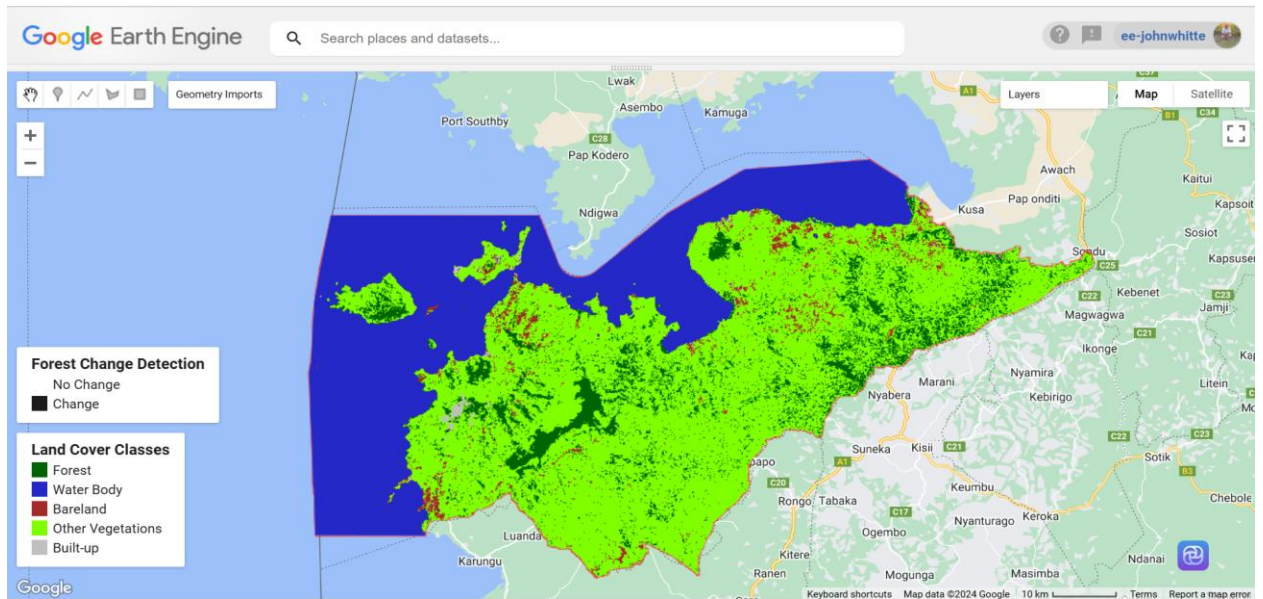 Google Earth Engine
Search places and datasets...
ee-johnwhitte
Geometry Imports
Layers
Map
Satellite
+
−
Lwak
Asembo
Kamuga
Port Southby
C28
Pap Kodero
Ndigwa
A1
B1
C34
Awach
Kaitui
Pap onditi
Kapsoit
Kusa
Sosiot
Sondu
Kapsuser
C25
C22
Kebenet
C23
Magwagwa
Jamji
C21
Ikonge
Marani
Nyamira
Litein
Nyabera
Kebirigo
Forest Change Detection
No Change
Change
Land Cover Classes
Forest
Water Body
Bareland
Other Vegetations
Built-up
C22
C23
Suneka
Kisii
C21
Sotik
A1
B3
C20
Keumbu
Rongo
Tabaka
Chebole
C17
Nyanturago
Keroka
Luanda
Ogembo
Karungu
Kitere
Ndanai
Ranen
Mogunga
Masimba
Google
Keyboard shortcuts
Map data ©2024 Google
10 km
Terms
Report a map error